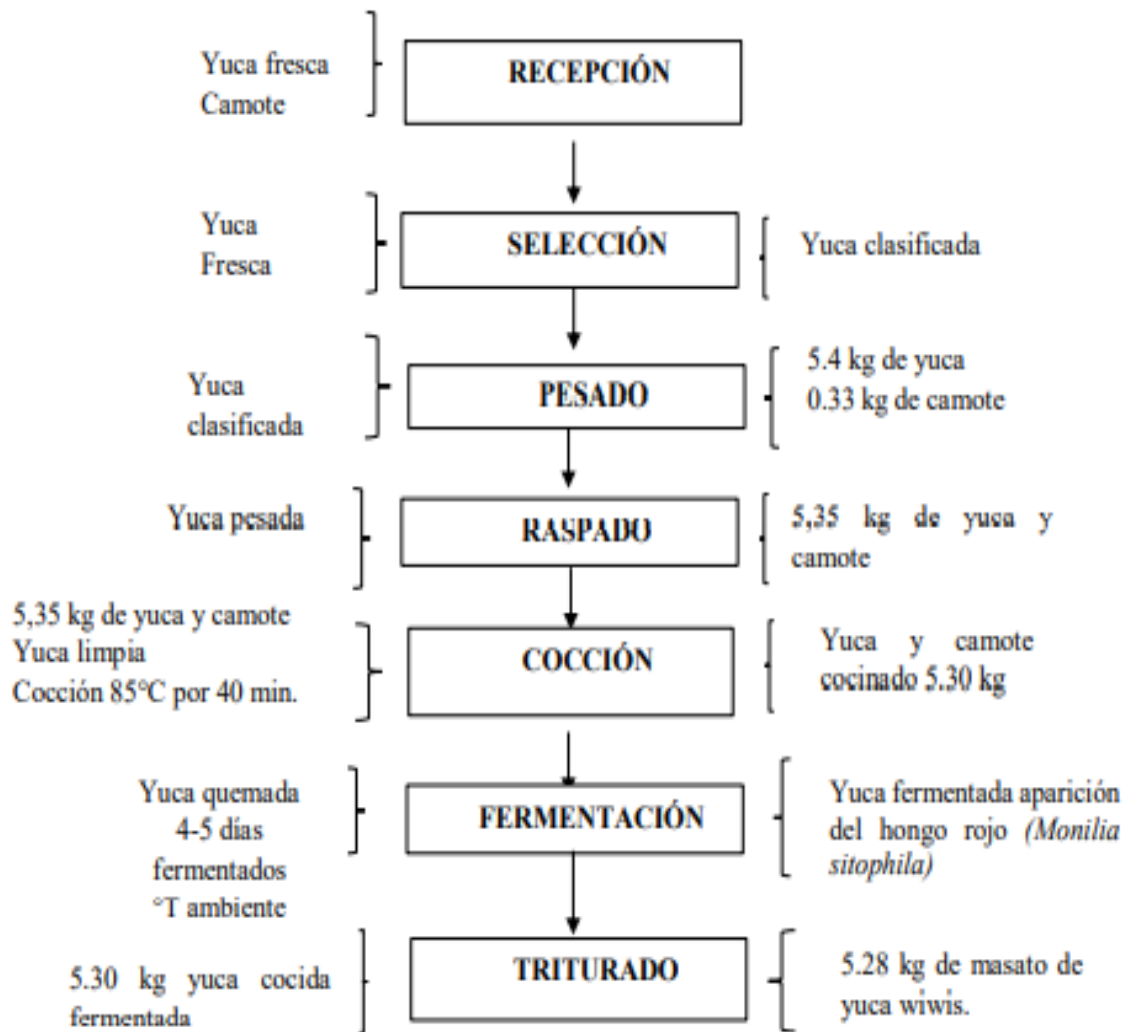 Yuca fresca
Camote
RECEPCIÓN
Yuca
Fresca
SELECCIÓN
Yuca clasificada
Yuca
clasificada
PESADO
5.4 kg de yuca
0.33 kg de camote
Yuca pesada
RASPADO
5,35 kg de yuca y
camote
5,35 kg de yuca y camote
Yuca limpia
Cocción 85°C por 40 min.
COCCIÓN
Yuca y camote
cocinado 5.30 kg
Yuca quemada
4-5 días
fermentados
°T ambiente
FERMENTACIÓN
Yuca fermentada aparición
del hongo rojo (Monilia
sitophila)
5.30 kg yuca cocida
fermentada
TRITURADO
5.28 kg de masato de
yuca wiwis.